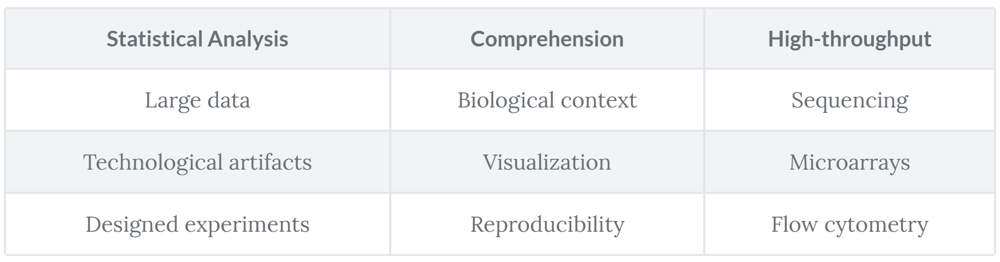 Statistical Analysis Comprehension High-throughput
Large data Biological context Sequencing
Technological artifacts Visualization Microarrays
Designed experiments Reproducibility Flow cytometry